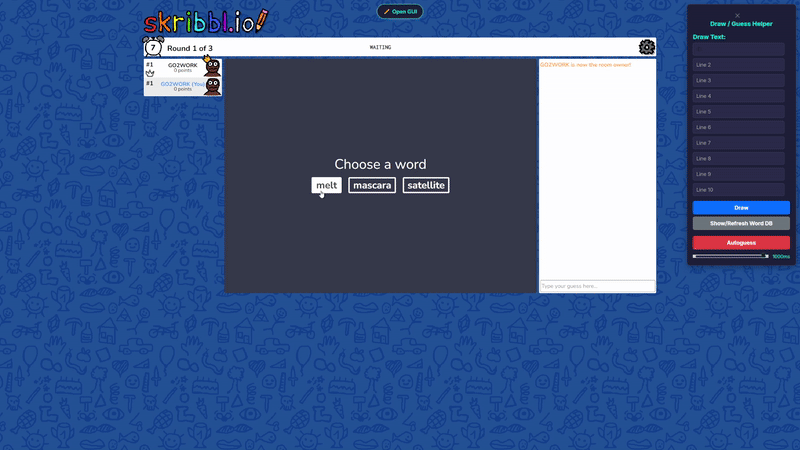 skribbl.io
Open GUI
7
Round 1 of 3
WAITING
#1
GO2WORK
0 points
#1
GO2WORK (You)
0 points
GO2WORK is now the room owner!
Choose a word
melt
mascara
satellite
Type your guess here...
Draw / Guess Helper
Draw Text:
Line 2
Line 3
Line 4
Line 5
Line 6
Line 7
Line 8
Line 9
Line 10
Draw
Show/Refresh Word DB
Autoguess
1000ms